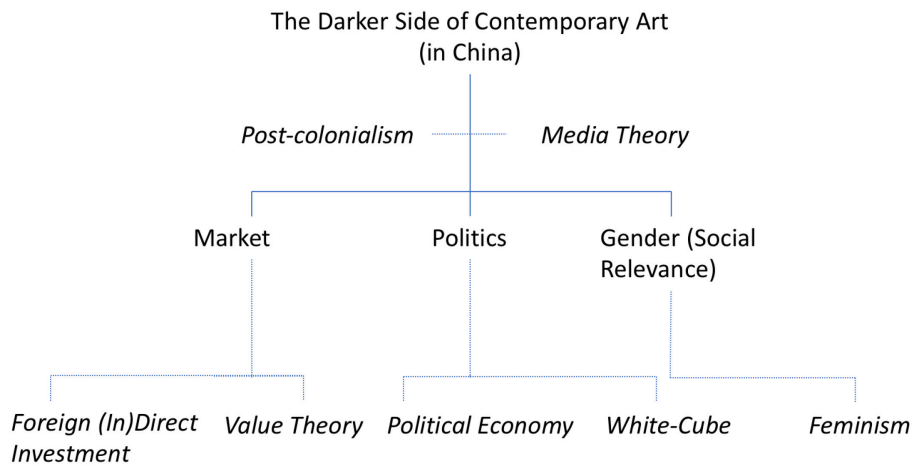 The Darker Side of Contemporary Art
(in China)
Post-colonialism
Media Theory
Market
Politics
Gender (Social
Relevance)
Foreign (In)Direct
Investment
Value Theory
Political Economy
White-Cube
Feminism